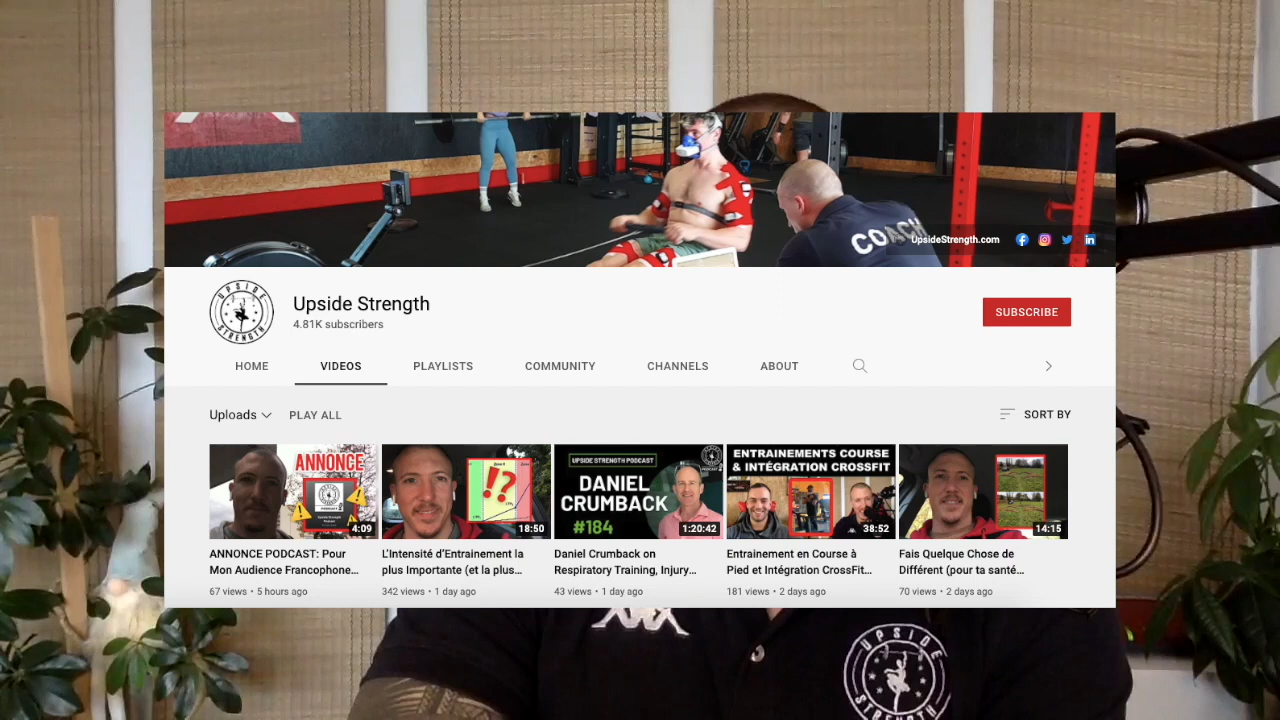 COACH
UpsideStrength.com
UPSIDE STRENGTH
Upside Strength
4.81K subscribers
SUBSCRIBE
HOME
VIDEOS
PLAYLISTS
COMMUNITY
CHANNELS
ABOUT
Uploads
PLAY ALL
SORT BY
ANNONCE
4:09
!?
18:50
UPSIDE STRENGTH PODCAST
DANIEL
CRUMBACK
#184
1:20:42
ENTRAINEMENTS COURSE
& INTÉGRATION CROSSFIT
38:52
14:15
ANNONCE PODCAST: Pour
Mon Audience Francophone...
67 views • 5 hours ago
L'Intensité d'Entrainement la
plus Importante (et la plus...
342 views • 1 day ago
Daniel Crumback on
Respiratory Training, Injury...
43 views • 1 day ago
Entrainement en Course à
Pied et Intégration CrossFit...
181 views • 2 days ago
Fais Quelque Chose de
Différent (pour ta santé...
70 views • 2 days ago
UPSIDE
STRENGTH